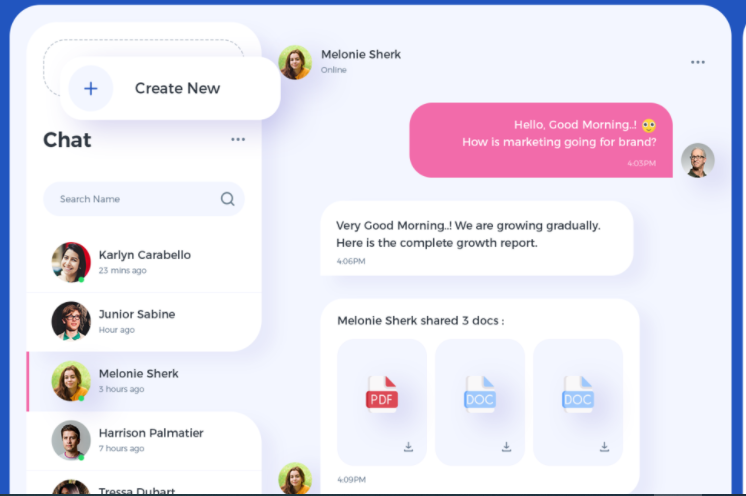 Create New
Chat
Search Name
Karlyn Carabello
23 mins ago
Junior Sabine
Hour ago
Melonie Sherk
3 hours ago
Harrison Palmatier
7 hours ago
Tressa Duhart
Melonie Sherk
Online
Hello, Good Morning..!
How is marketing going for brand?
4:03PM
Very Good Morning..! We are growing gradually.
Here is the complete growth report.
4:06PM
Melonie Sherk shared 3 docs :
PDF
DOC
DOC
4:09PM